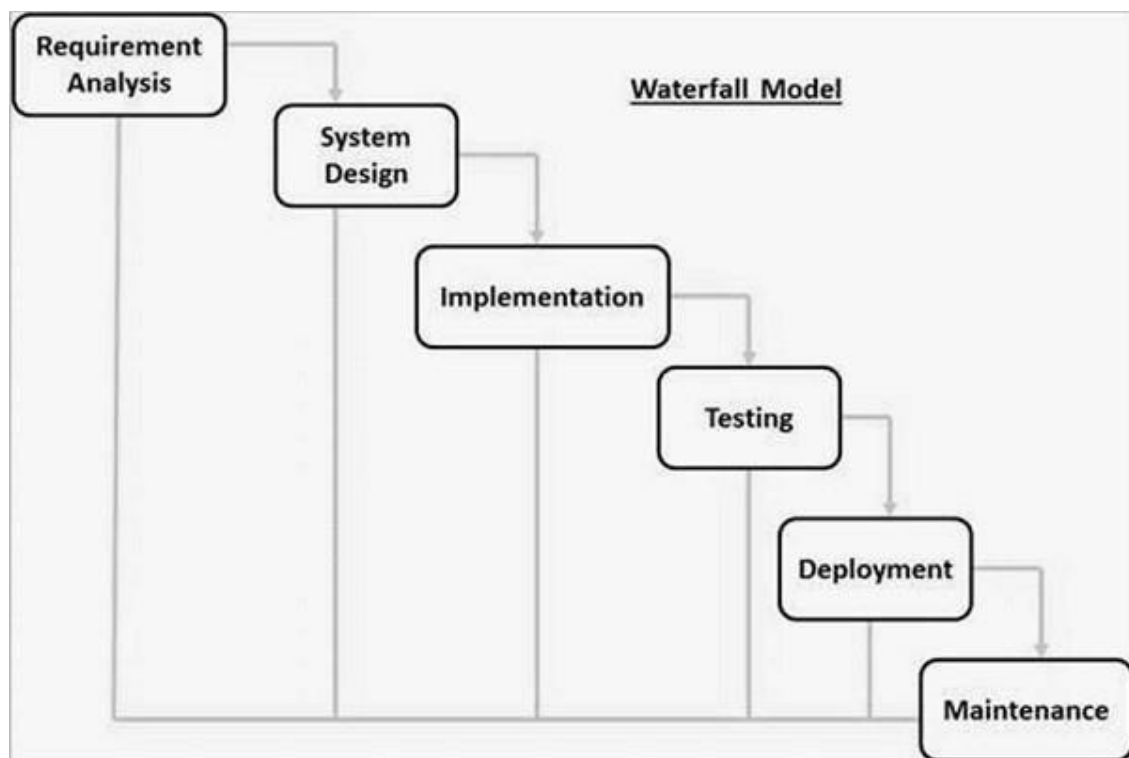 Requirement
Analysis
Waterfall Model
System
Design
Implementation
Testing
Deployment
Maintenance